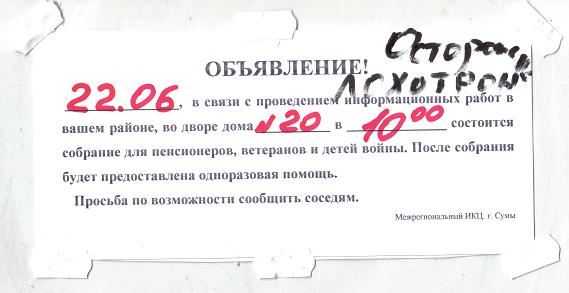 Осторожно
ЛОХОТРОН
ОБЪЯВЛЕНИЕ!
22.06, в связи с проведением информационных работ в
вашем районе, во дворе дома №20 в 10⁰⁰ состоится
собрание для пенсионеров, ветеранов и детей войны. После собрания
будет предоставлена одноразовая помощь.
Просьба по возможности сообщить соседям.
Межрегиональный ИКЦ, г. Сумы